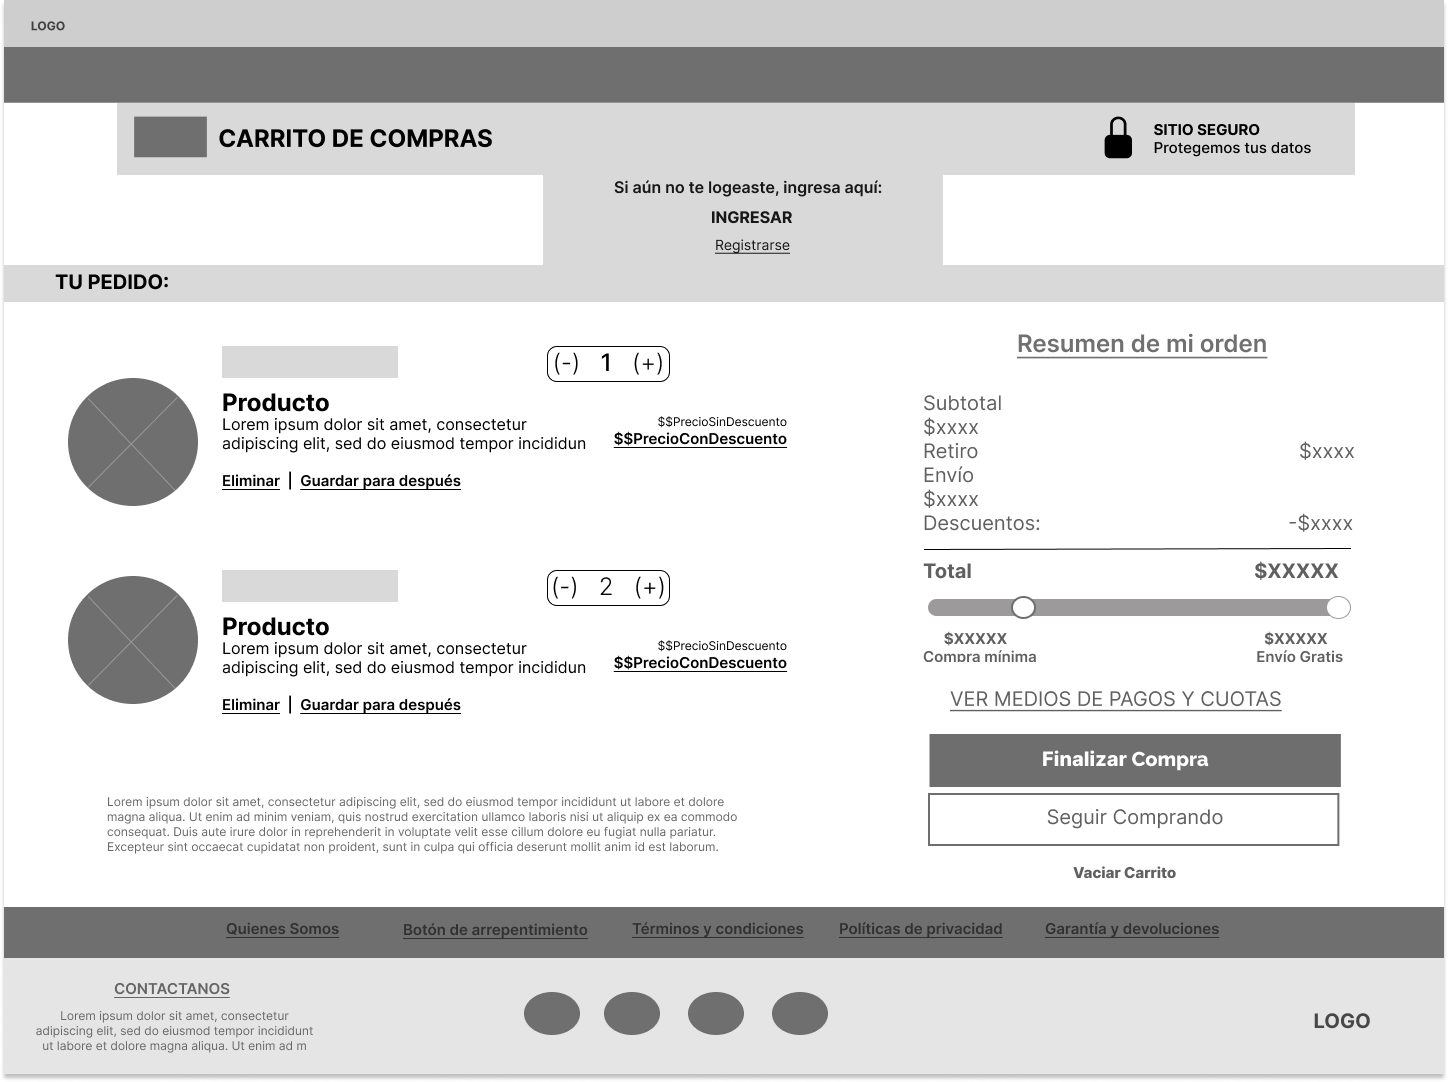 LOGO
CARRITO DE COMPRAS
SITIO SEGURO
Protegemos tus datos
Si aún no te logeaste, ingresa aquí:
INGRESAR
Registrarse
TU PEDIDO:
(-) 1 (+)
Producto
Lorem ipsum dolor sit amet, consectetur
adipiscing elit, sed do eiusmod tempor incididun
$$PrecioSinDescuento
$$PrecioConDescuento
Eliminar | Guardar para después
(-) 2 (+)
Producto
Lorem ipsum dolor sit amet, consectetur
adipiscing elit, sed do eiusmod tempor incididun
$$PrecioSinDescuento
$$PrecioConDescuento
Eliminar | Guardar para después
Lorem ipsum dolor sit amet, consectetur adipiscing elit, sed do eiusmod tempor incididunt ut labore et dolore
magna aliqua. Ut enim ad minim veniam, quis nostrud exercitation ullamco laboris nisi ut aliquip ex ea commodo
consequat. Duis aute irure dolor in reprehenderit in voluptate velit esse cillum dolore eu fugiat nulla pariatur.
Excepteur sint occaecat cupidatat non proident, sunt in culpa qui officia deserunt mollit anim id est laborum.
Resumen de mi orden
Subtotal
$xxxx
Retiro $xxxx
Envío
$xxxx
Descuentos: -$xxxx
Total $XXXXX
$XXXXX
Compra mínima
$XXXXX
Envío Gratis
VER MEDIOS DE PAGOS Y CUOTAS
Finalizar Compra
Seguir Comprando
Vaciar Carrito
Quienes Somos
Botón de arrepentimiento
Términos y condiciones
Políticas de privacidad
Garantía y devoluciones
CONTACTANOS
Lorem ipsum dolor sit amet, consectetur
adipiscing elit, sed do eiusmod tempor incididunt
ut labore et dolore magna aliqua. Ut enim ad m
LOGO